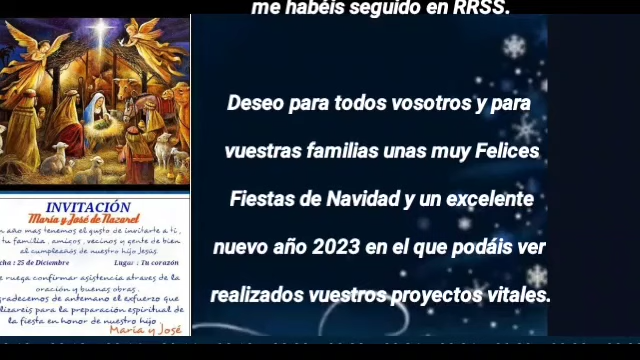 me habéis seguido en RRSS.
Deseo para todos vosotros y para
vuestras familias unas muy Felices
Fiestas de Navidad y un excelente
nuevo año 2023 en el que podáis ver
realizados vuestros proyectos vitales.
INVITACIÓN
María y José de Nazaret
n año más tenemos el gusto de invitarte a ti,
tu familia, amigos, vecinos y gente de bien
al cumpleaños de nuestro hijo Jesús.
cha : 25 de Diciembre Lugar : Tu corazón
e ruega confirmar asistencia atraves de la
oración y buenas obras.
gradecemos de antemano el esfuerzo que
lizareis para la preparación espiritual de
la fiesta en honor de nuestro hijo
María y José